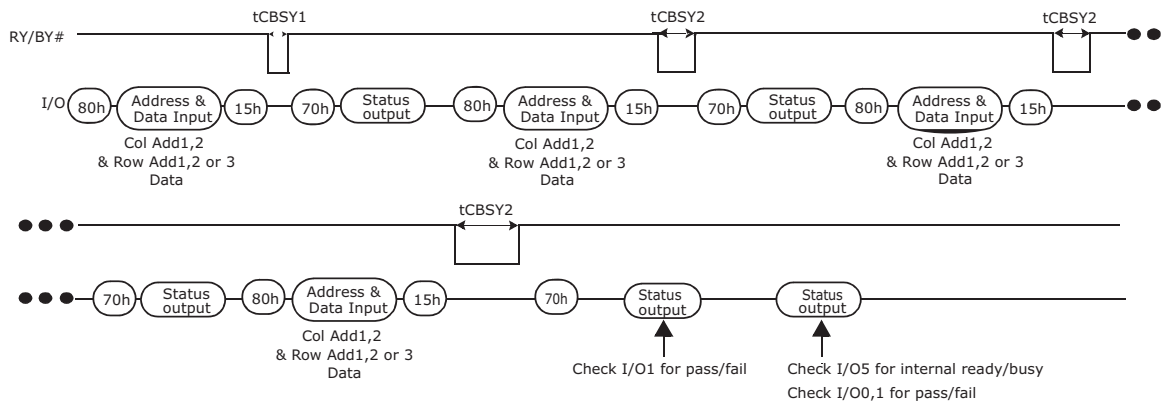 tCBSY1 tCBSY2 tCBSY2
RY/BY#
I/O 80h Address & Data Input 15h 70h Status output 80h Address & Data Input 15h 70h Status output 80h Address & Data Input 15h
Col Add1,2 Col Add1,2 Col Add1,2
& Row Add1,2 or 3 & Row Add1,2 or 3 & Row Add1,2 or 3
Data Data Data
tCBSY2
70h Status output 80h Address & Data Input 15h 70h Status output Status output
Col Add1,2
& Row Add1,2 or 3
Data
Check I/O1 for pass/fail Check I/O5 for internal ready/busy
Check I/O0,1 for pass/fail